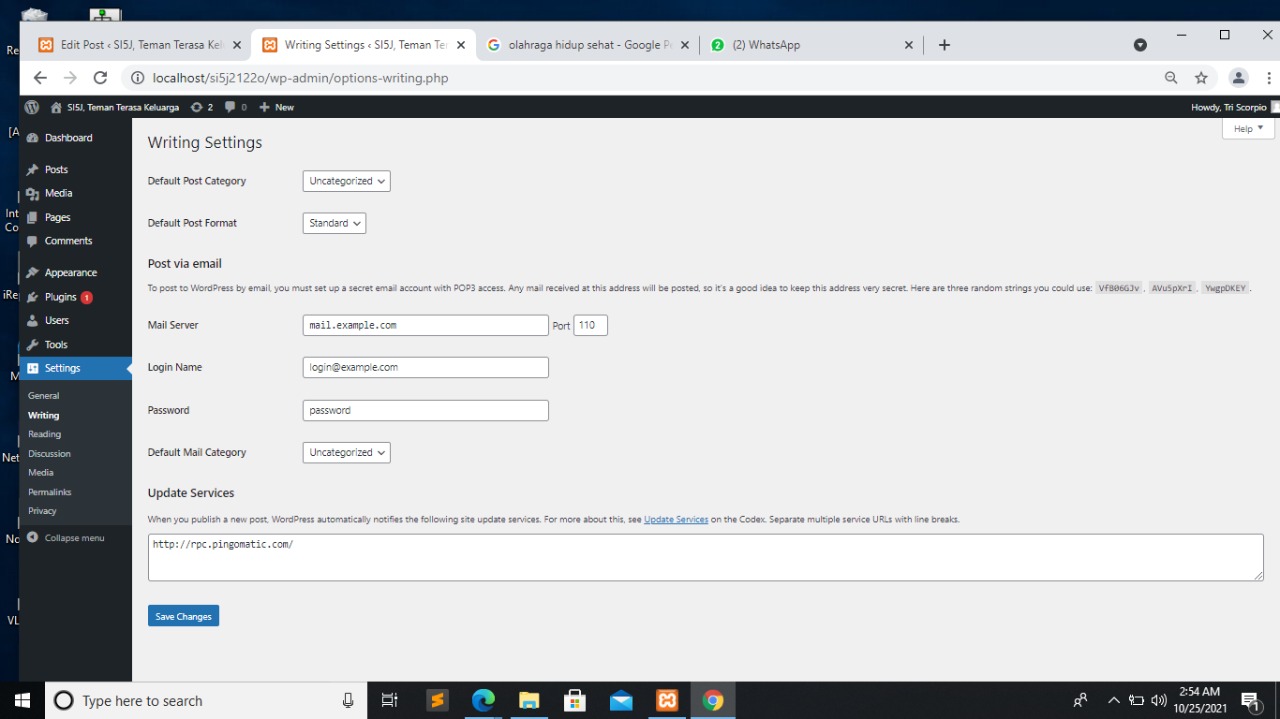 Edit Post ‹ SI5J, Teman Terasa Kel
Writing Settings ‹ SI5J, Teman Te
olahraga hidup sehat - Google P
(2) WhatsApp
localhost/si5j2122o/wp-admin/options-writing.php
SI5J, Teman Terasa Keluarga 2 0 New
Howdy, Tri Scorpio
Help
Dashboard
Posts
Media
Pages
Comments
Appearance
Plugins 1
Users
Tools
Settings
General
Writing
Reading
Discussion
Media
Permalinks
Privacy
Collapse menu
Writing Settings
Default Post Category Uncategorized
Default Post Format Standard
Post via email
To post to WordPress by email, you must set up a secret email account with POP3 access. Any mail received at this address will be posted, so it's a good idea to keep this address very secret. Here are three random strings you could use: VfB06GJv , AVu5pXrI , YwgpDKEY .
Mail Server mail.example.com Port 110
Login Name login@example.com
Password password
Default Mail Category Uncategorized
Update Services
When you publish a new post, WordPress automatically notifies the following site update services. For more about this, see Update Services on the Codex. Separate multiple service URLs with line breaks.
http://rpc.pingomatic.com/
Save Changes
Type here to search
2:54 AM
10/25/2021
1